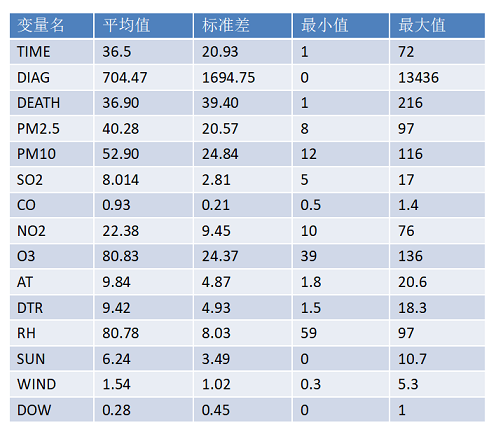 变量名 平均值 标准差 最小值 最大值
TIME 36.5 20.93 1 72
DIAG 704.47 1694.75 0 13436
DEATH 36.90 39.40 1 216
PM2.5 40.28 20.57 8 97
PM10 52.90 24.84 12 116
SO2 8.014 2.81 5 17
CO 0.93 0.21 0.5 1.4
NO2 22.38 9.45 10 76
O3 80.83 24.37 39 136
AT 9.84 4.87 1.8 20.6
DTR 9.42 4.93 1.5 18.3
RH 80.78 8.03 59 97
SUN 6.24 3.49 0 10.7
WIND 1.54 1.02 0.3 5.3
DOW 0.28 0.45 0 1